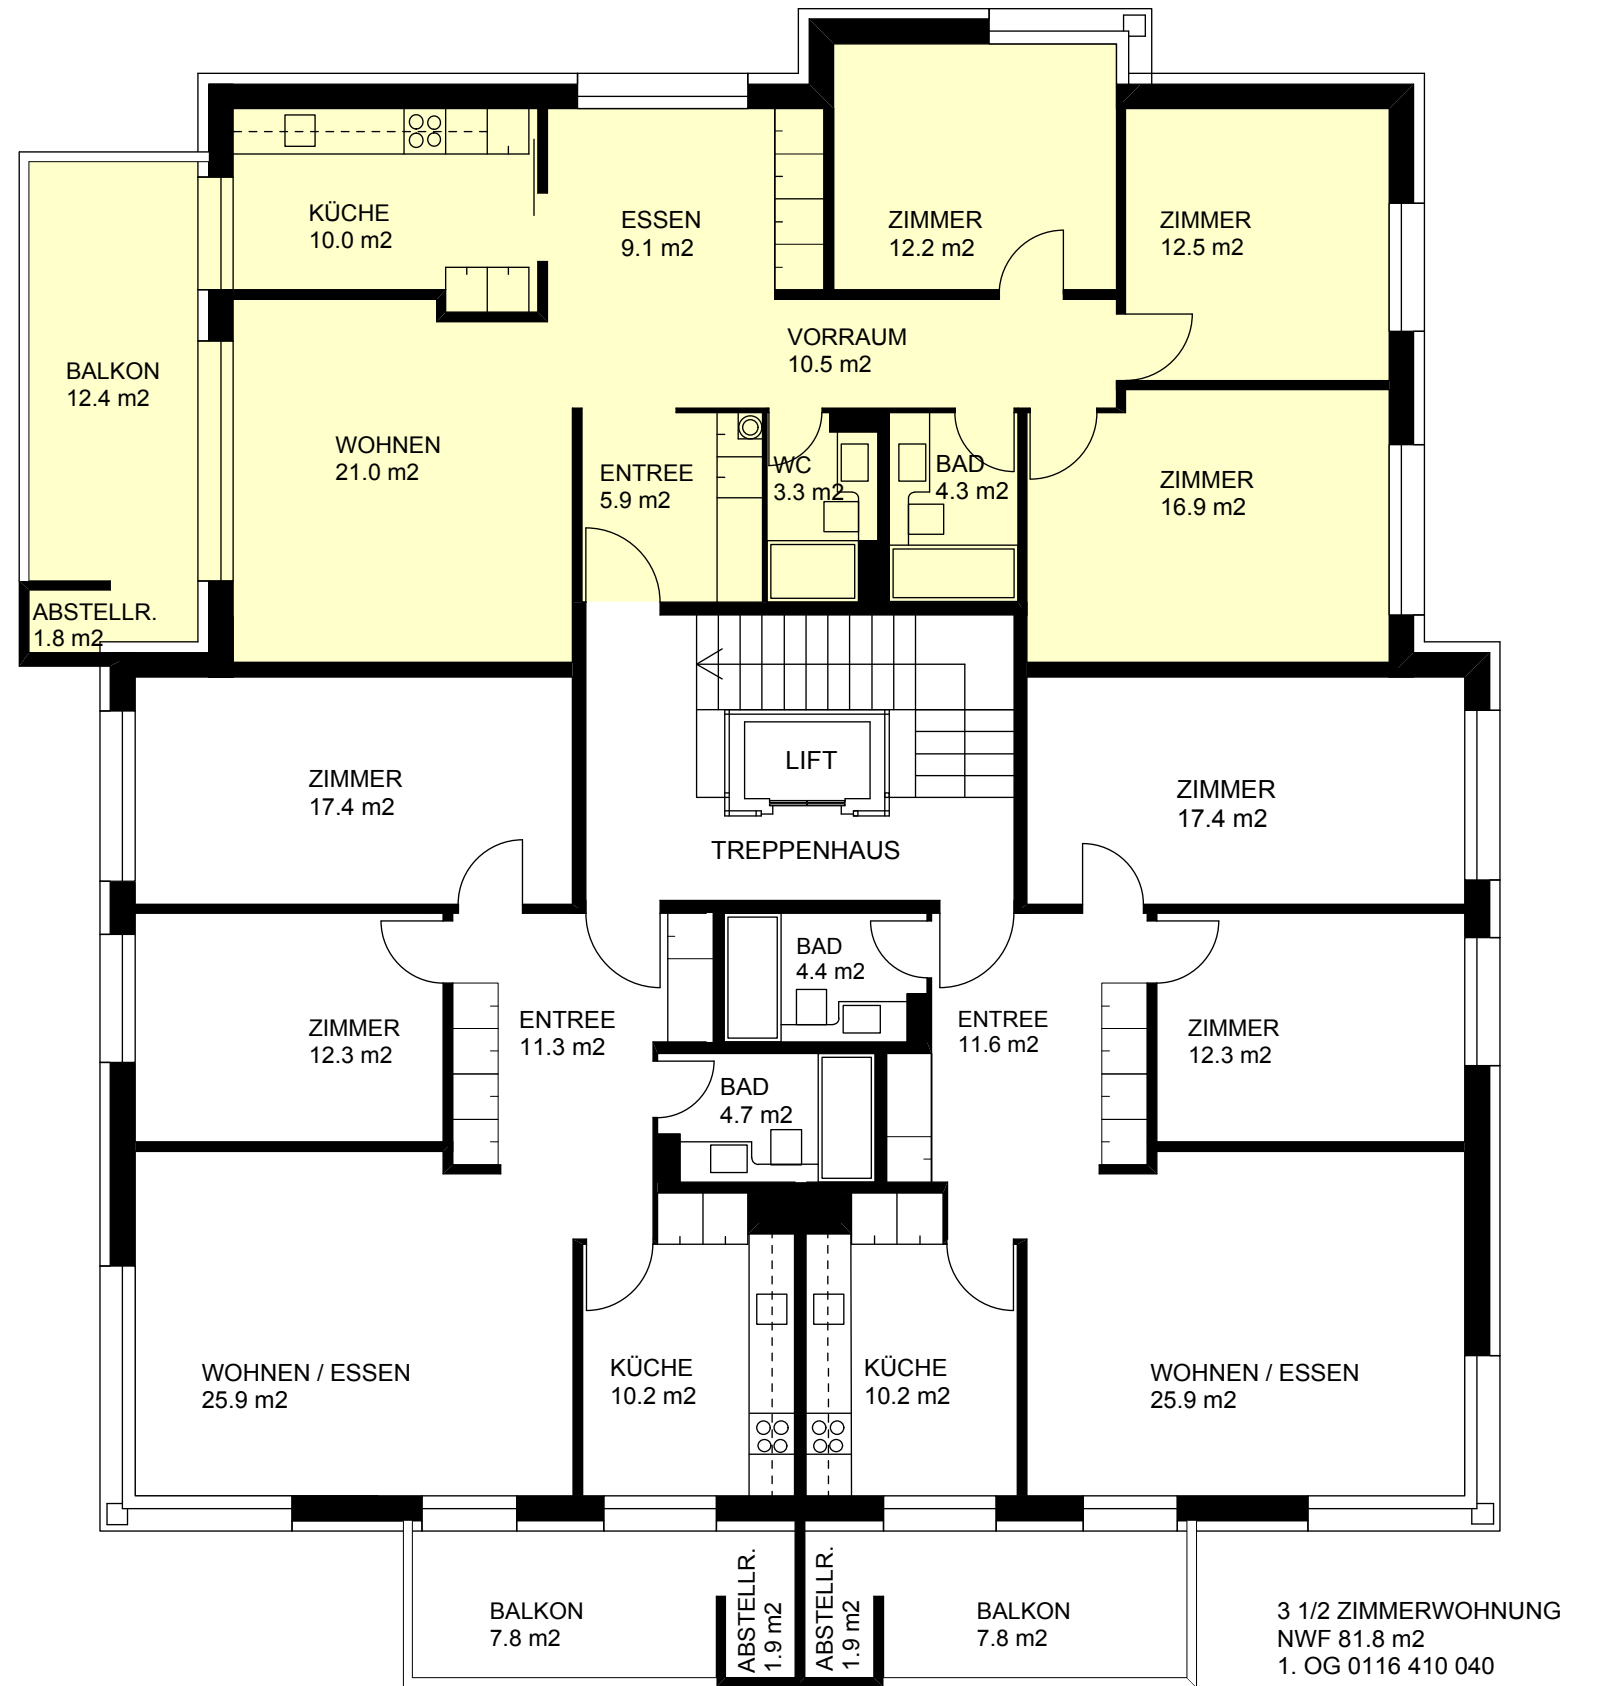 KÜCHE
10.0 m2
ESSEN
9.1 m2
ZIMMER
12.2 m2
ZIMMER
12.5 m2
VORRAUM
10.5 m2
BALKON
12.4 m2
WOHNEN
21.0 m2
ENTREE
5.9 m2
WC
3.3 m2
BAD
4.3 m2
ZIMMER
16.9 m2
ABSTELLR.
1.8 m2
LIFT
TREPPENHAUS
ZIMMER
17.4 m2
ZIMMER
17.4 m2
BAD
4.4 m2
ZIMMER
12.3 m2
ENTREE
11.3 m2
ENTREE
11.6 m2
ZIMMER
12.3 m2
BAD
4.7 m2
WOHNEN / ESSEN
25.9 m2
KÜCHE
10.2 m2
KÜCHE
10.2 m2
WOHNEN / ESSEN
25.9 m2
BALKON
7.8 m2
ABSTELLR.
1.9 m2
ABSTELLR.
1.9 m2
BALKON
7.8 m2
3 1/2 ZIMMERWOHNUNG
NWF 81.8 m2
1. OG 0116 410 040